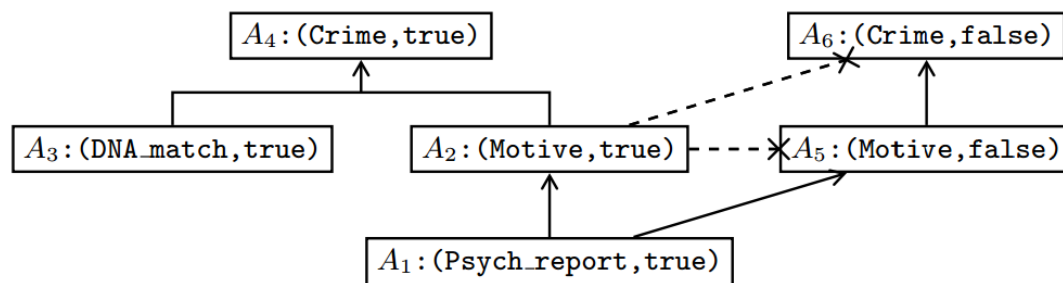 A4:(Crime,true)
A6:(Crime,false)
A3:(DNA_match,true)
A2:(Motive,true)
A5:(Motive,false)
A1:(Psych_report,true)